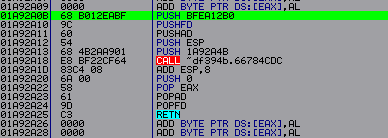 01A92A09 0000 ADD BYTE PTR DS:[EAX],AL
01A92A0B 68 B012EABF PUSH BFEA12B0
01A92A10 9C PUSHFD
01A92A11 60 PUSHAD
01A92A12 54 PUSH ESP
01A92A13 68 4B2AA901 PUSH 1A92A4B
01A92A18 E8 BF22CF64 CALL ~df394b.66784CDC
01A92A1D 83C4 08 ADD ESP,8
01A92A20 6A 00 PUSH 0
01A92A22 58 POP EAX
01A92A23 61 POPAD
01A92A24 9D POPFD
01A92A25 C3 RETN
01A92A26 0000 ADD BYTE PTR DS:[EAX],AL
01A92A28 0000 ADD BYTE PTR DS:[EAX],AL